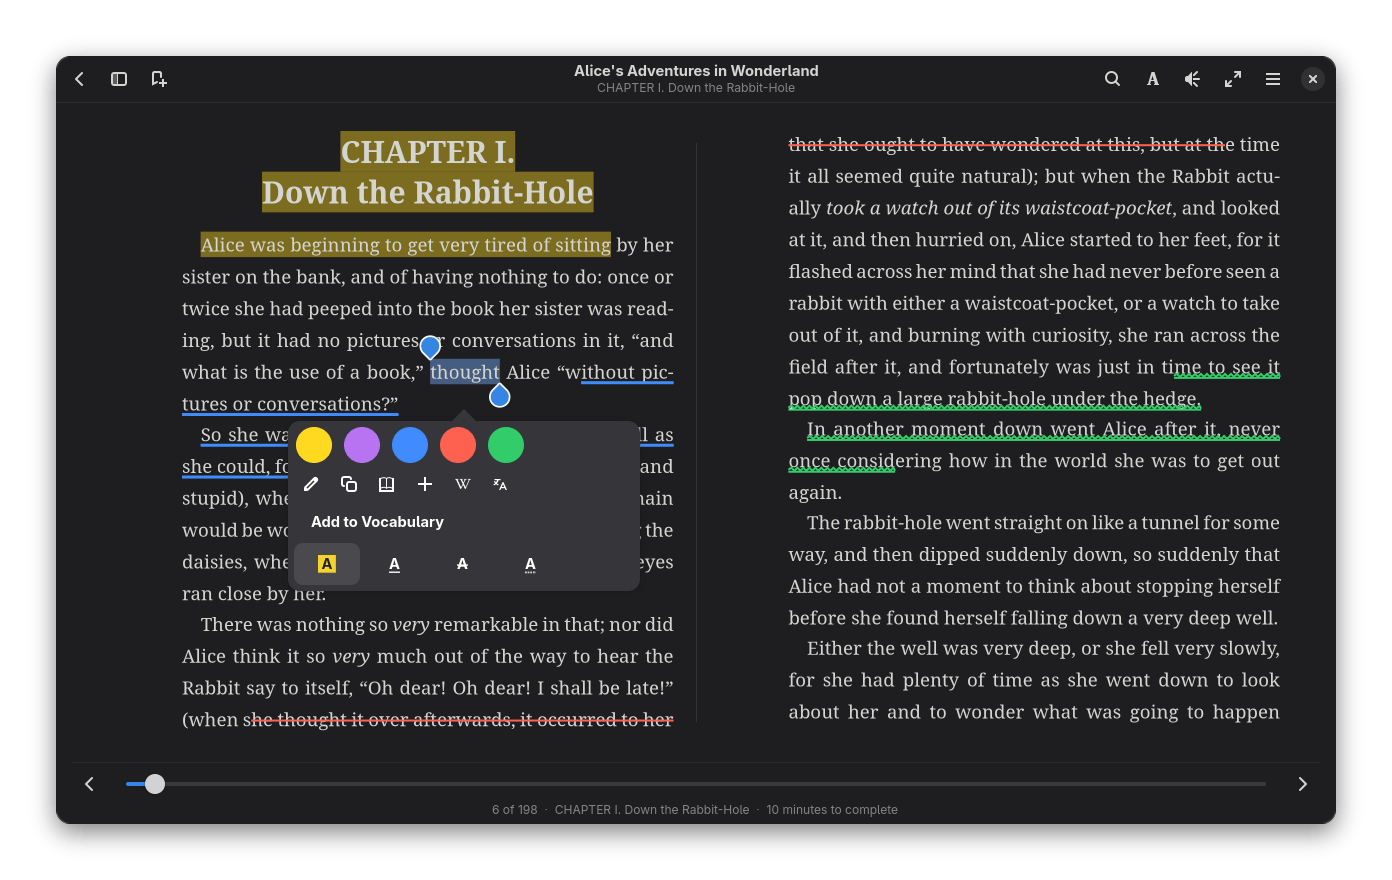 Alice's Adventures in Wonderland
CHAPTER I. Down the Rabbit-Hole
A
CHAPTER I.
Down the Rabbit-Hole
Alice was beginning to get very tired of sitting by her
sister on the bank, and of having nothing to do: once or
twice she had peeped into the book her sister was read-
ing, but it had no pictures conversations in it, “and
what is the use of a book,” thought Alice “without pic-
tures or conversations?”
So she as
she could, and
stupid),
would be the
daisies, eyes
ran close by her.
There was nothing so very remarkable in that; nor did
Alice think it so very much out of the way to hear the
Rabbit say to itself, “Oh dear! Oh dear! I shall be late!”
(when she thought it over afterwards, it occurred to her
W
Add to Vocabulary
A A A A
that she ought to have wondered at this, but at the time
it all seemed quite natural); but when the Rabbit actu-
ally took a watch out of its waistcoat-pocket, and looked
at it, and then hurried on, Alice started to her feet, for it
flashed across her mind that she had never before seen a
rabbit with either a waistcoat-pocket, or a watch to take
out of it, and burning with curiosity, she ran across the
field after it, and fortunately was just in time to see it
pop down a large rabbit-hole under the hedge.
In another moment down went Alice after it, never
once considering how in the world she was to get out
again.
The rabbit-hole went straight on like a tunnel for some
way, and then dipped suddenly down, so suddenly that
Alice had not a moment to think about stopping herself
before she found herself falling down a very deep well.
Either the well was very deep, or she fell very slowly,
for she had plenty of time as she went down to look
about her and to wonder what was going to happen
6 of 198 · CHAPTER I. Down the Rabbit-Hole · 10 minutes to complete